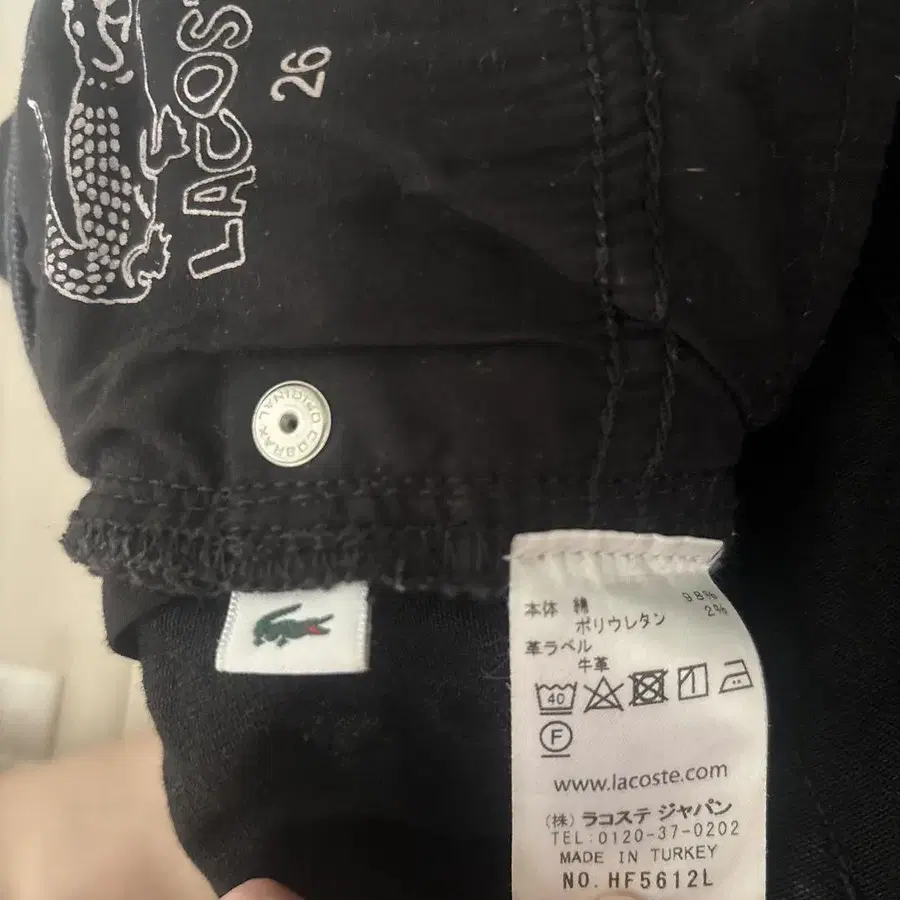 LACOS
26
ORIGINAL COBRAX
本体 綿 98%
ポリウレタン 2%
革ラベル
牛革
40
F
www.lacoste.com
(株) ラコステ ジャパン
TEL:0120-37-0202
MADE IN TURKEY
NO. HF5612L